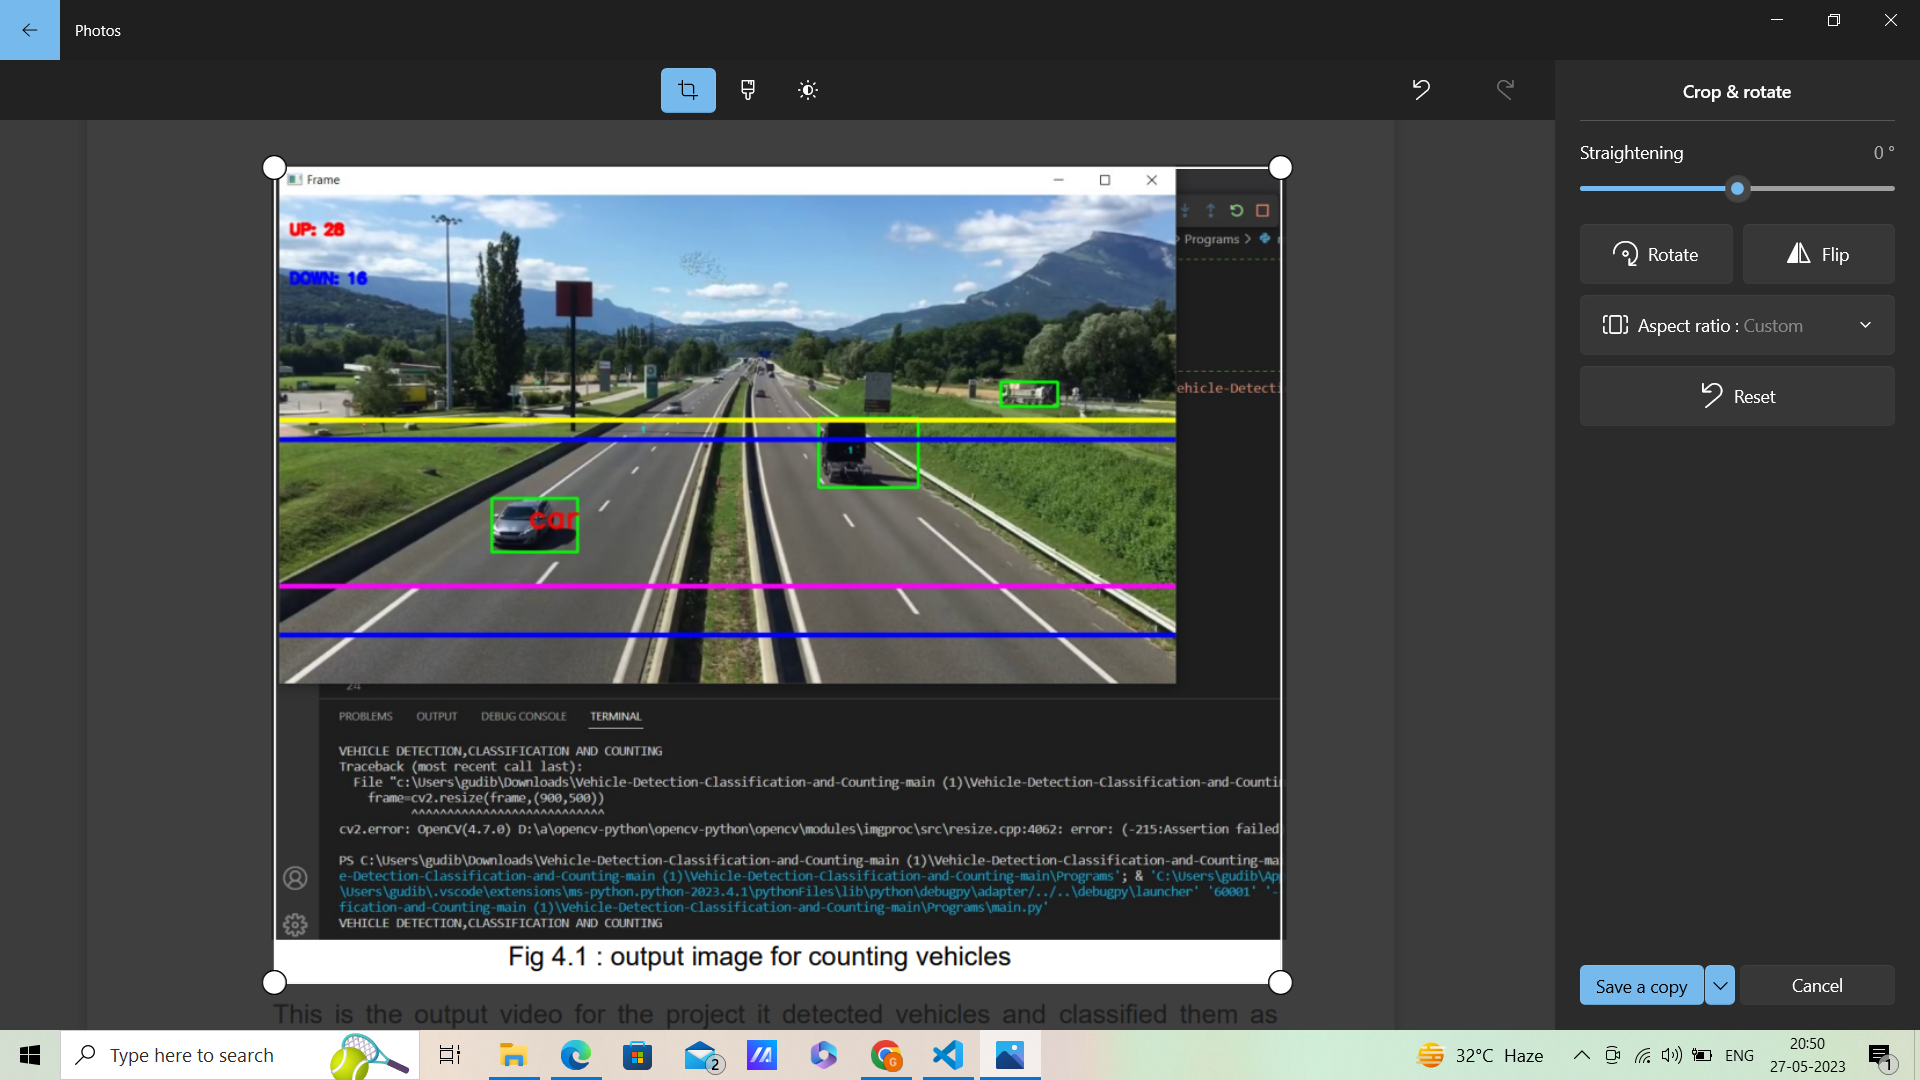 Photos
Crop & rotate
Straightening 0 °
Rotate
Flip
Aspect ratio : Custom
Reset
Frame
UP: 28
DOWN: 16
Programs
ehicle-Detecti
1
car
24
PROBLEMS OUTPUT DEBUG CONSOLE TERMINAL
VEHICLE DETECTION,CLASSIFICATION AND COUNTING
Traceback (most recent call last):
File "c:\Users\gudib\Downloads\Vehicle-Detection-Classification-and-Counting-main (1)\Vehicle-Detection-Classification-and-Counti
frame=cv2.resize(frame,(900,500))
^^^^^^^^^^^^^^^^^^^^^^^^^^^
cv2.error: OpenCV(4.7.0) D:\a\opencv-python\opencv-python\opencv\modules\imgproc\src\resize.cpp:4062: error: (-215:Assertion failed
PS C:\Users\gudib\Downloads\Vehicle-Detection-Classification-and-Counting-main (1)\Vehicle-Detection-Classification-and-Counting-ma
e-Detection-Classification-and-Counting-main (1)\Vehicle-Detection-Classification-and-Counting-main\Programs'; & 'C:\Users\gudib\Ap
\Users\gudib\.vscode\extensions\ms-python.python-2023.4.1\pythonFiles\lib\python\debugpy\adapter/../..\debugpy\launcher' '60001' '-
fication-and-Counting-main (1)\Vehicle-Detection-Classification-and-Counting-main\Programs\main.py'
VEHICLE DETECTION,CLASSIFICATION AND COUNTING
Fig 4.1 : output image for counting vehicles
This is the output video for the project it detected vehicles and classified them as
Save a copy
Cancel
Type here to search
2
G
32°C Haze
ENG
20:50
27-05-2023
1